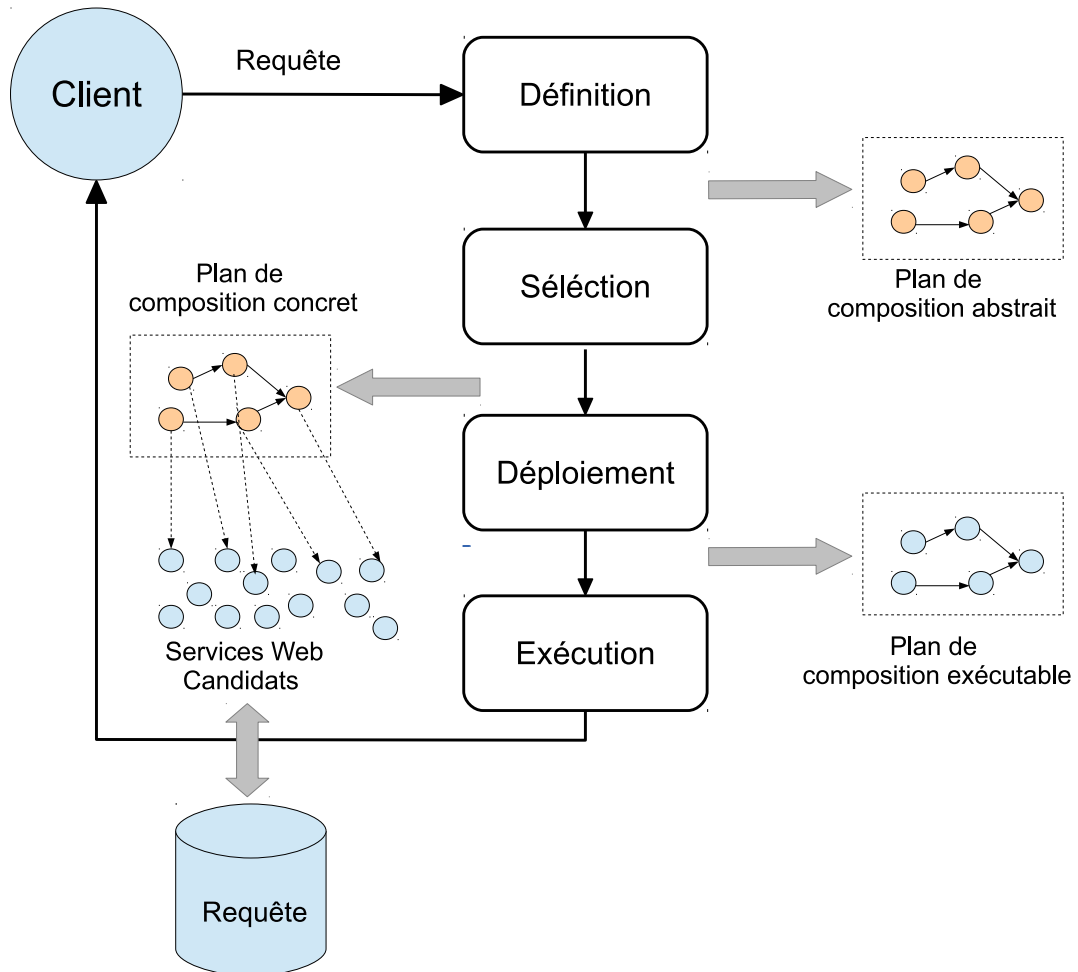 Client
Requête
Définition
Séléction
Plan de
composition abstrait
Plan de
composition concret
Déploiement
Exécution
Plan de
composition exécutable
Services Web
Candidats
Requête